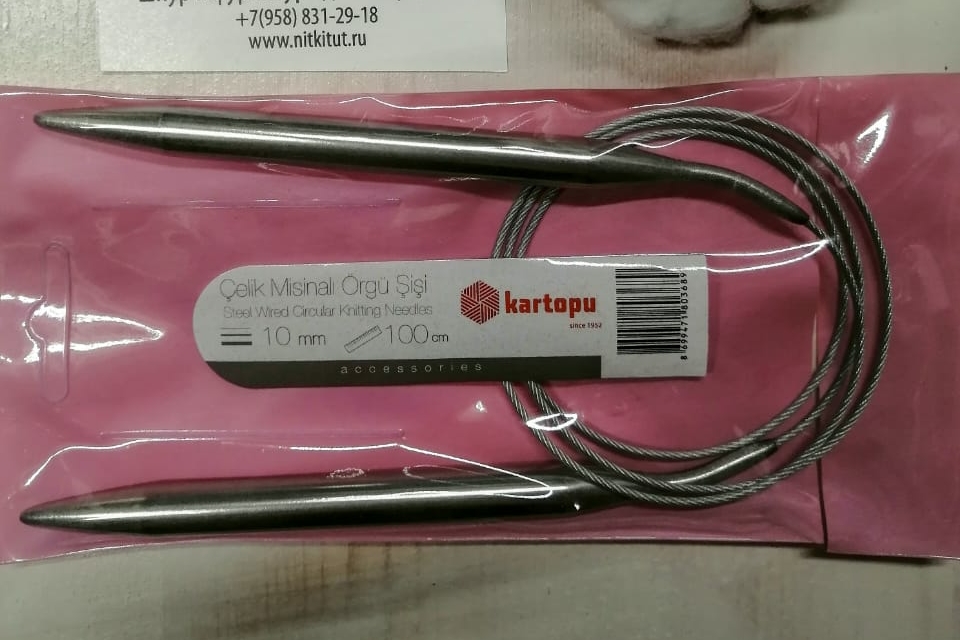 +7(958) 831-29-18
www.nitkitut.ru
Çelik Misinalı Örgü Şişi
Steel Wired Circular Knitting Needles
10 mm 100 cm
kartopu
since 1952
accessories